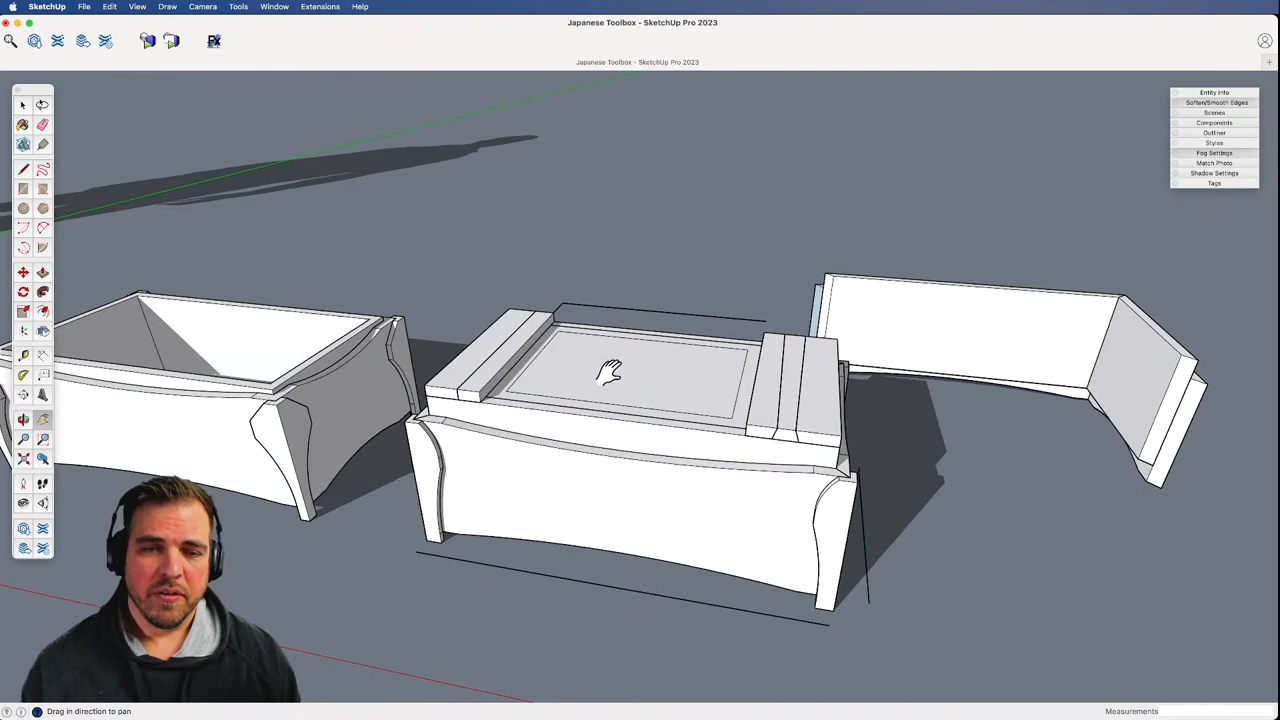 SketchUp File Edit View Draw Camera Tools Window Extensions Help
Japanese Toolbox - SketchUp Pro 2023
Japanese Toolbox - SketchUp Pro 2023
Entity Info
Soften/Smooth Edges
Scenes
Components
Outliner
Styles
Fog Settings
Match Photo
Shadow Settings
Tags
Drag in direction to pan
Measurements